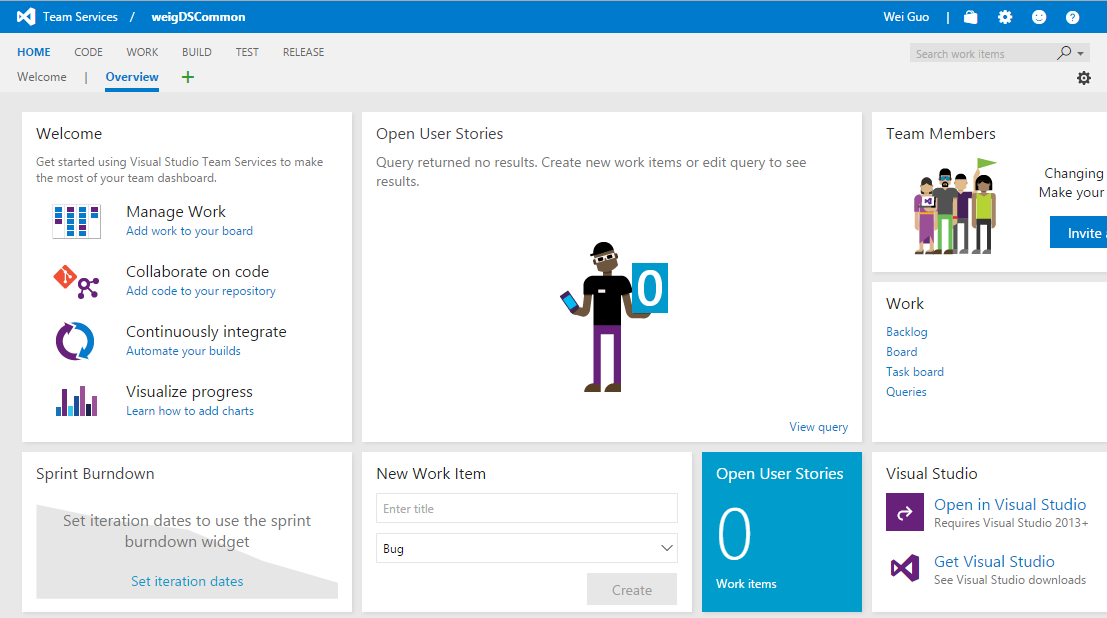 Team Services / weigDSCommon
Wei Guo |
HOME CODE WORK BUILD TEST RELEASE
Search work items
Welcome | Overview +
Welcome
Get started using Visual Studio Team Services to make
the most of your team dashboard.
Manage Work
Add work to your board
Collaborate on code
Add code to your repository
Continuously integrate
Automate your builds
Visualize progress
Learn how to add charts
Open User Stories
Query returned no results. Create new work items or edit query to see
results.
0
View query
Team Members
Changing
Make your
Invite a
Work
Backlog
Board
Task board
Queries
Sprint Burndown
Set iteration dates to use the sprint
burndown widget
Set iteration dates
New Work Item
Enter title
Bug
Create
Open User Stories
0
Work items
Visual Studio
Open in Visual Studio
Requires Visual Studio 2013+
Get Visual Studio
See Visual Studio downloads